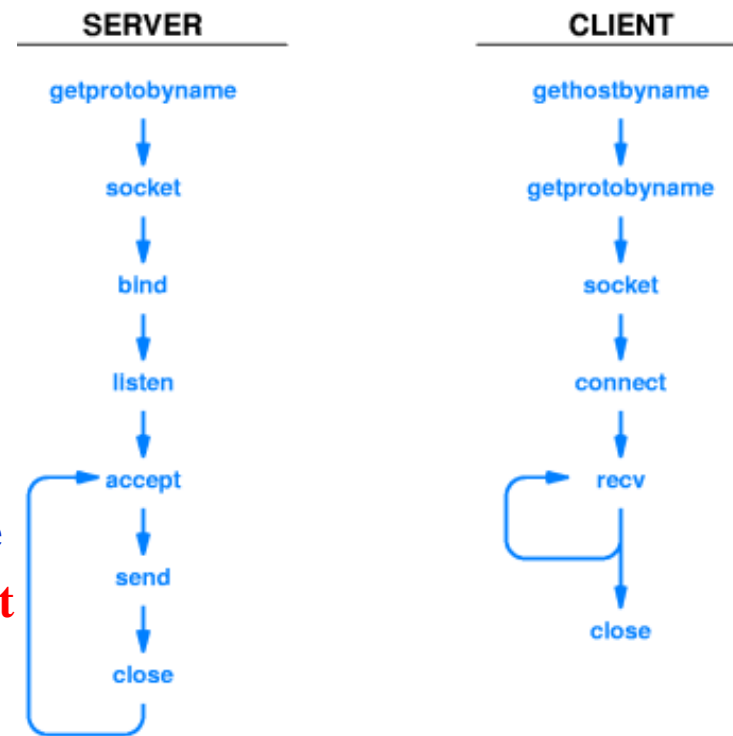 SERVER
getprotobyname
socket
bind
listen
accept
send
close
CLIENT
gethostbyname
getprotobyname
socket
connect
recv
close